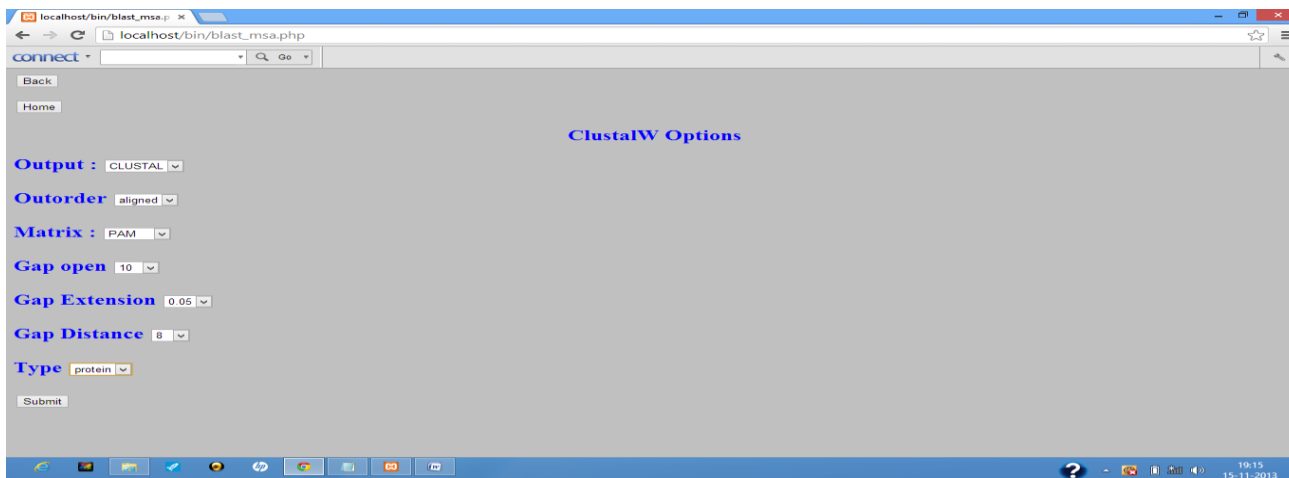 localhost/bin/blast_msa.p
localhost/bin/blast_msa.php
connect
Go
Back
Home
ClustalW Options
Output : CLUSTAL
Outorder aligned
Matrix : PAM
Gap open 10
Gap Extension 0.05
Gap Distance 8
Type protein
Submit
19:15
15-11-2013